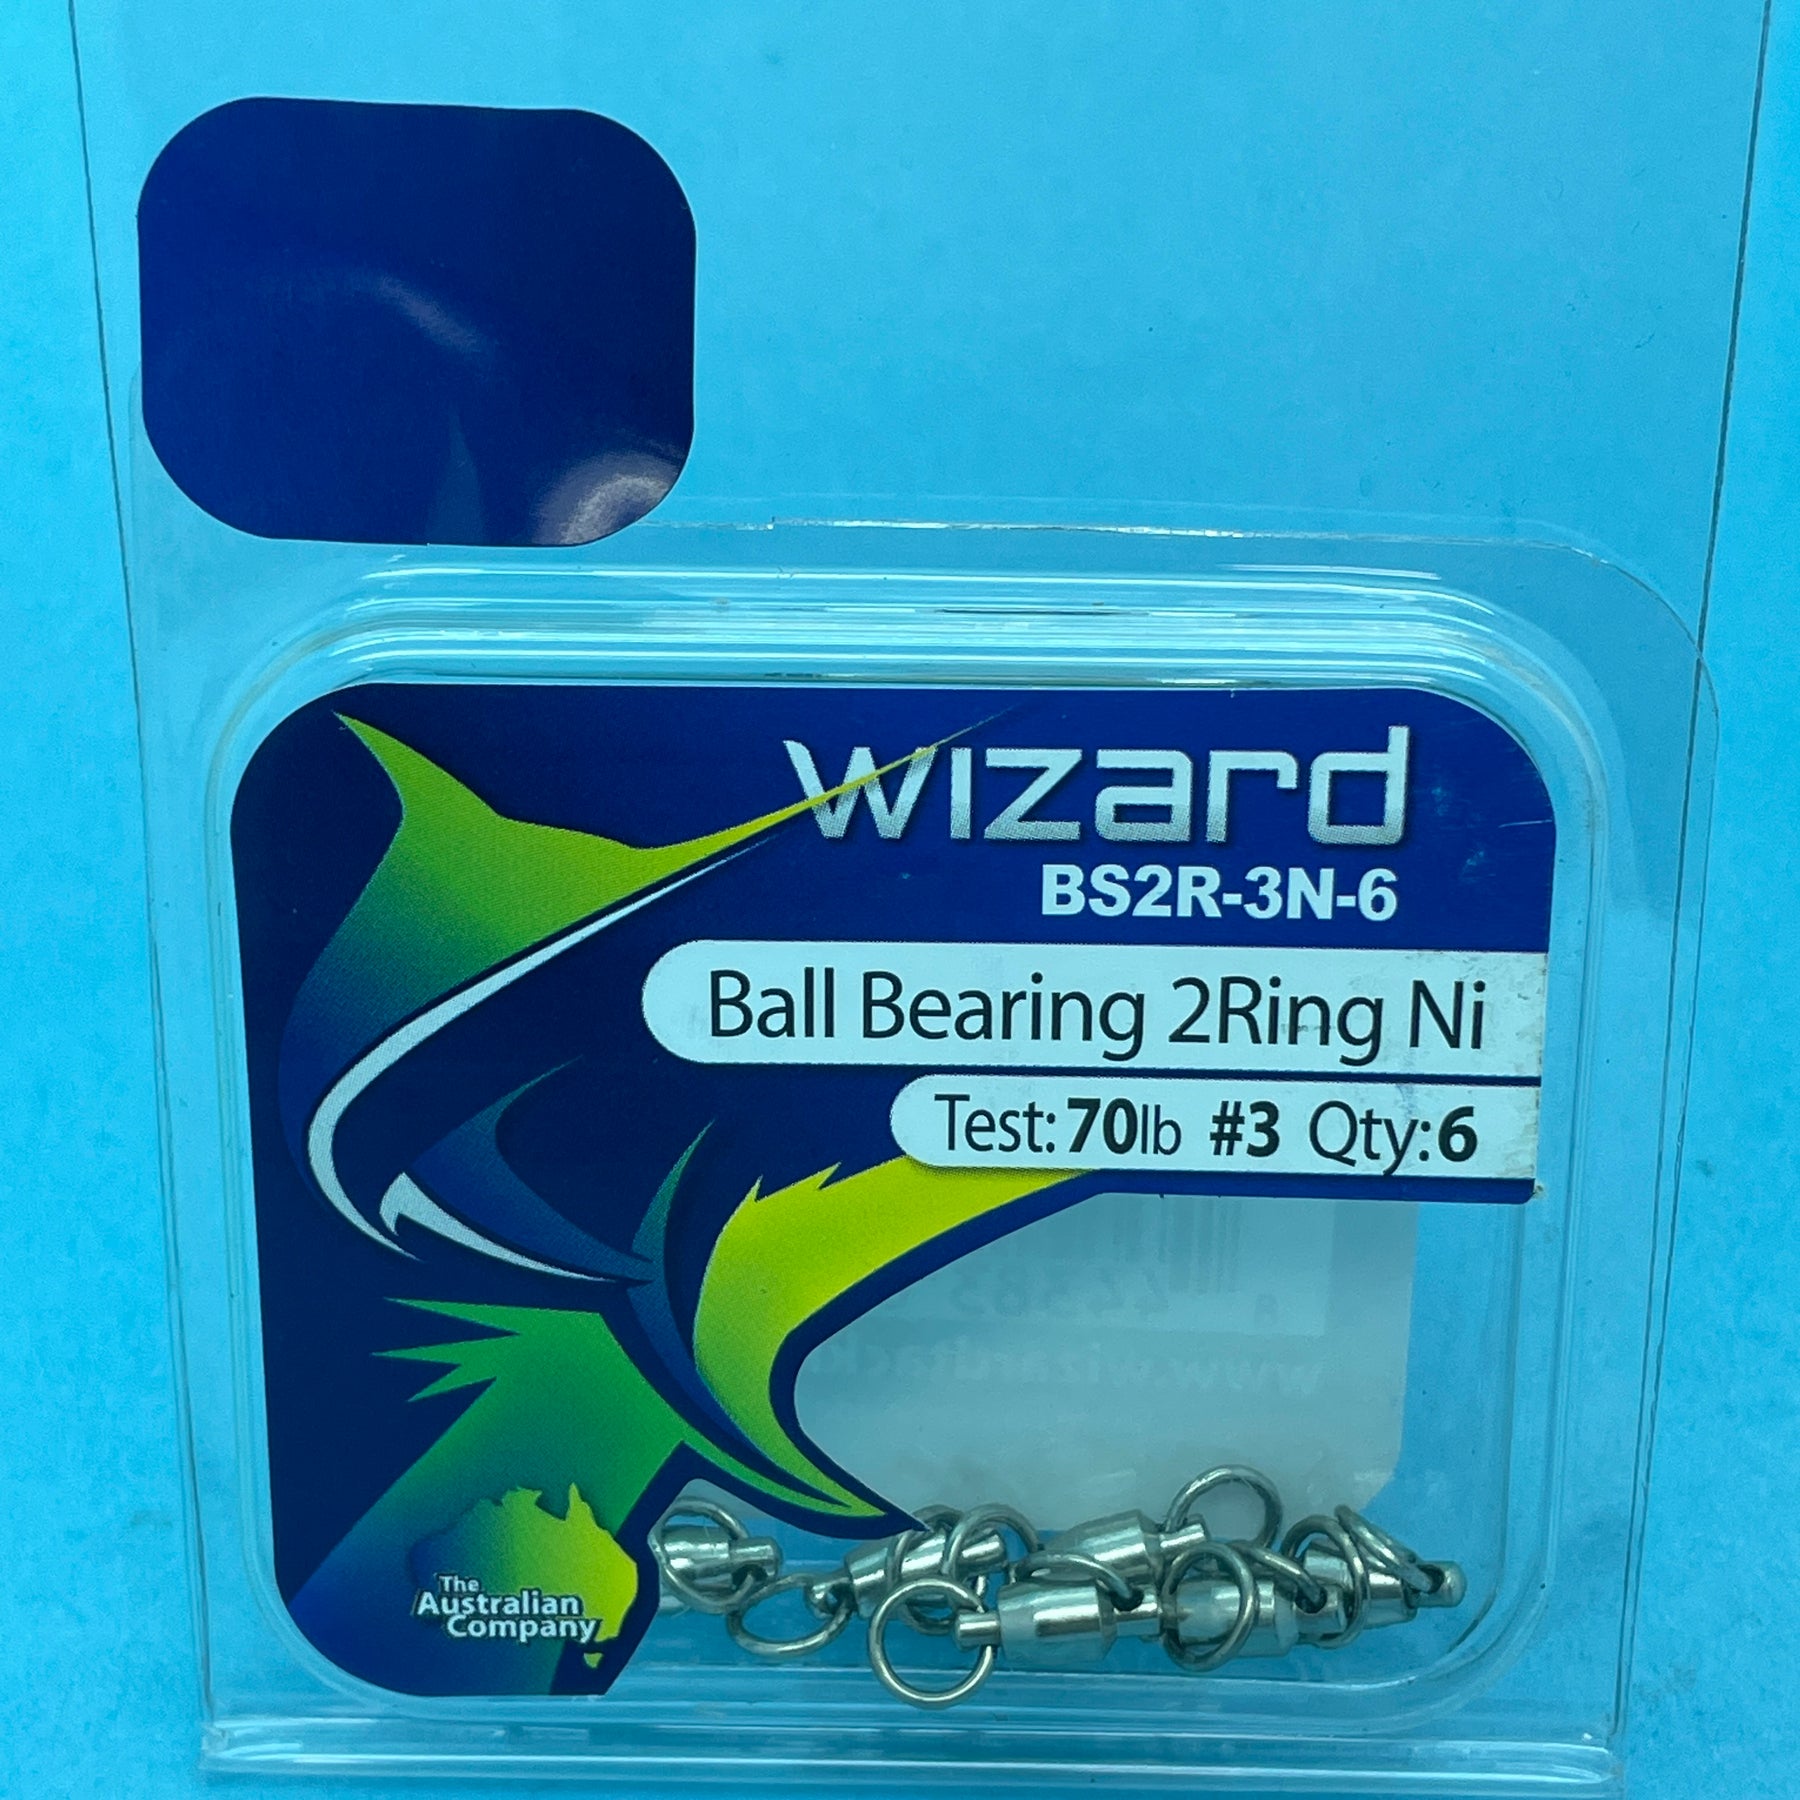 wizard
BS2R-3N-6
Ball Bearing 2Ring Ni
Test: 70lb #3 Qty: 6
The
Australian
Company